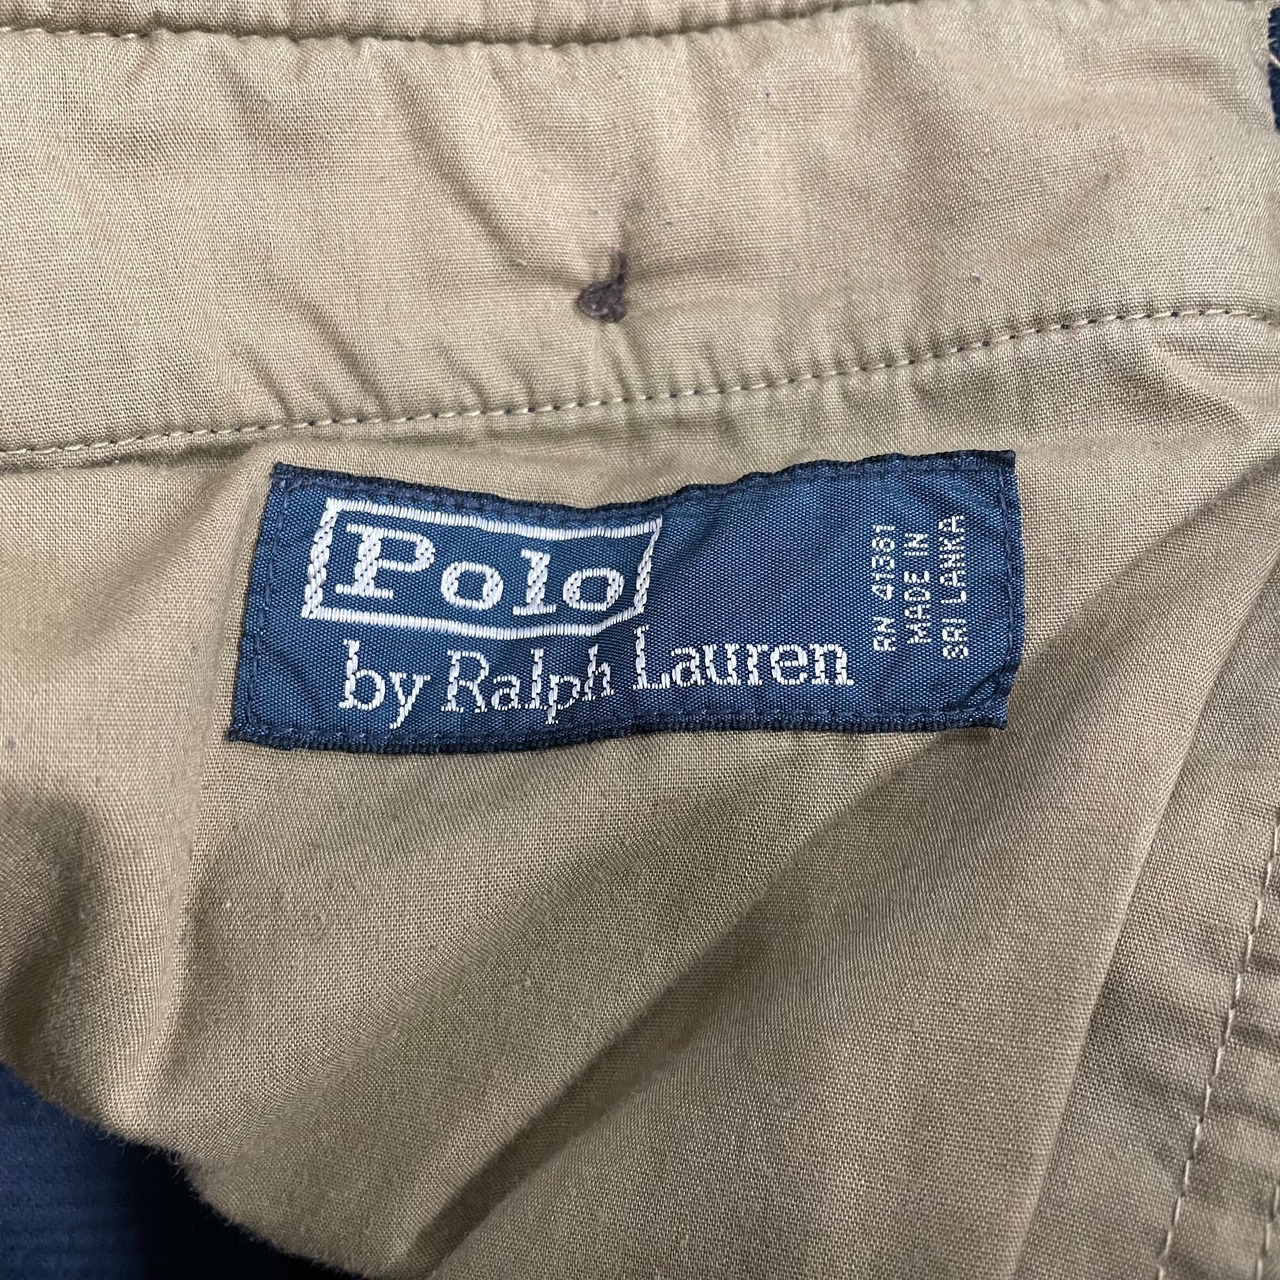 Polo
by Ralph Lauren
RN 41381
MADE IN
SRI LANKA